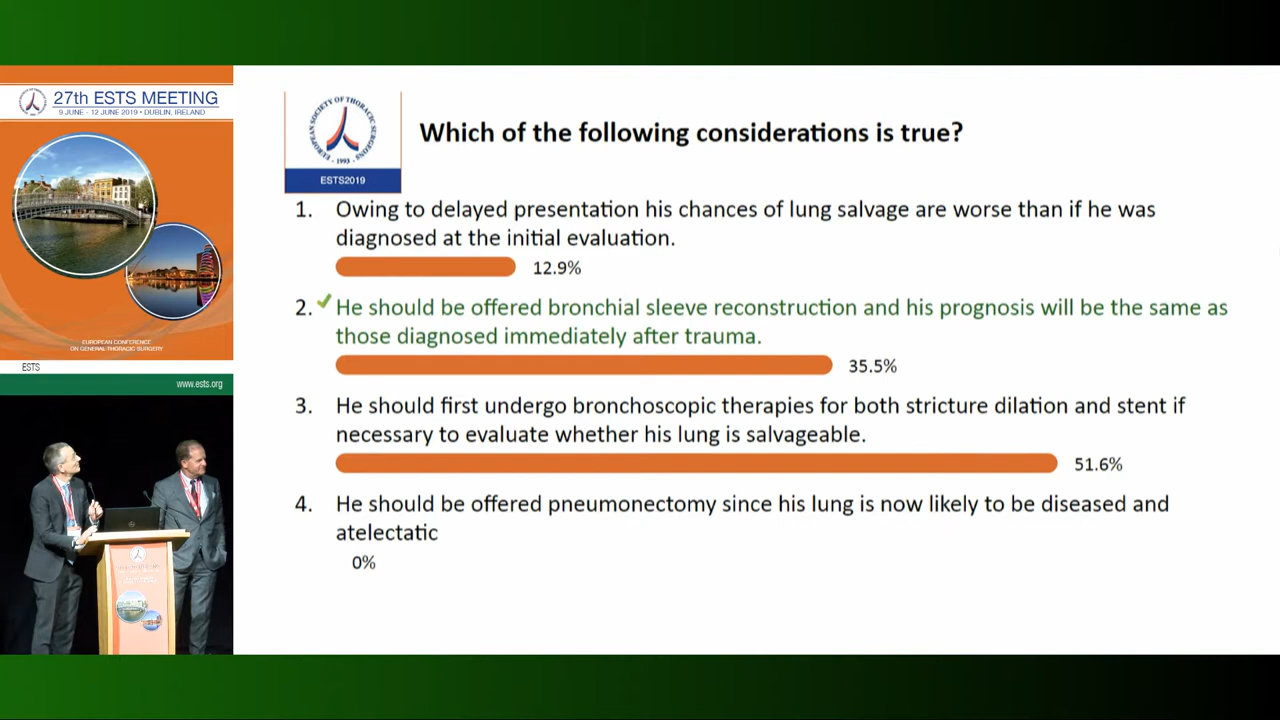 27th ESTS MEETING
9 JUNE - 12 JUNE 2019 • DUBLIN, IRELAND
EUROPEAN CONFERENCE
ON GENERAL THORACIC SURGERY
ESTS
www.ests.org
EUROPEAN SOCIETY OF THORACIC SURGEONS
- 1993 -
ESTS2019
Which of the following considerations is true?
1. Owing to delayed presentation his chances of lung salvage are worse than if he was
diagnosed at the initial evaluation.
12.9%
2. He should be offered bronchial sleeve reconstruction and his prognosis will be the same as
those diagnosed immediately after trauma.
35.5%
3. He should first undergo bronchoscopic therapies for both stricture dilation and stent if
necessary to evaluate whether his lung is salvageable.
51.6%
4. He should be offered pneumonectomy since his lung is now likely to be diseased and
atelectatic
0%